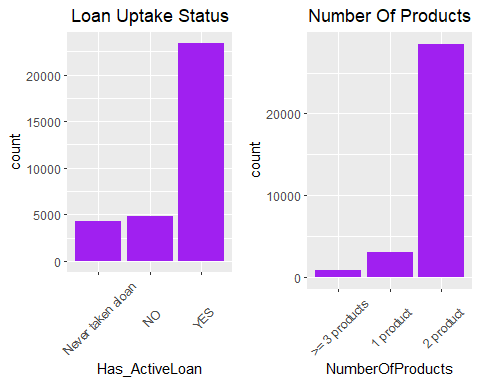 Loan Uptake Status
count
20000
15000
10000
5000
0
Never taken aloan
NO
YES
Has_ActiveLoan
Number Of Products
count
20000
10000
0
>= 3 products
1 product
2 product
NumberOfProducts